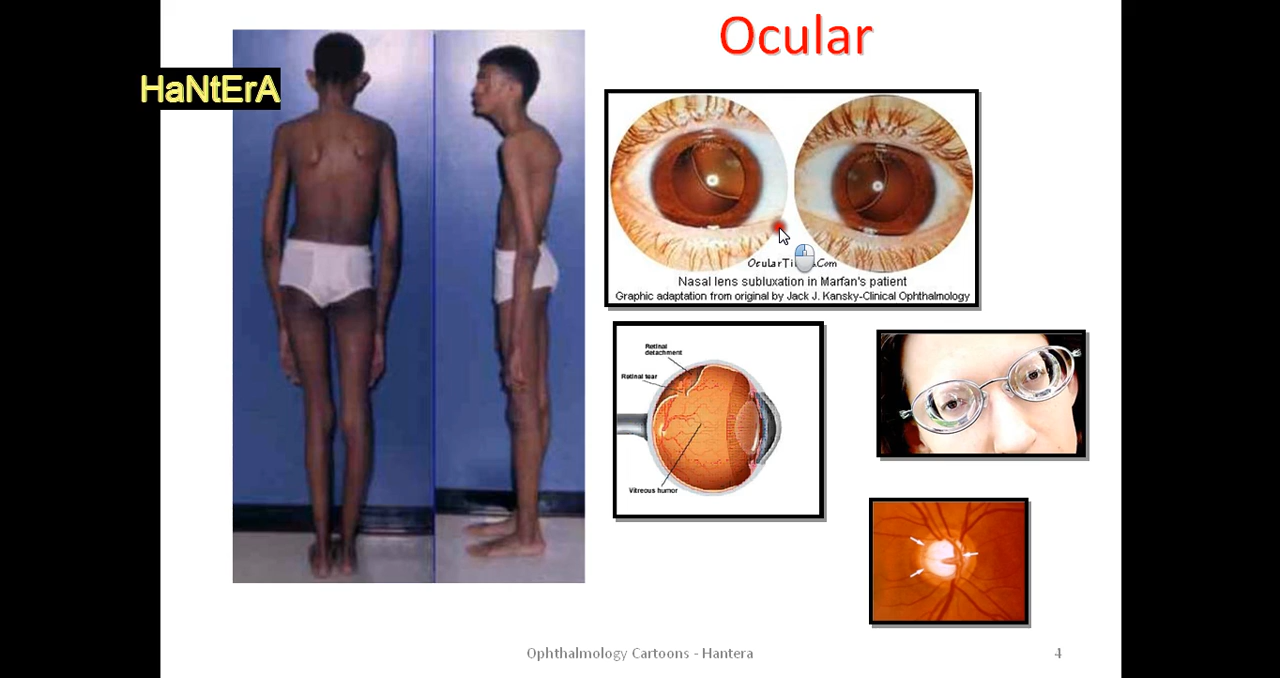 Ocular
HaNtErA
Nasal lens subluxation in Marfan's patient
Graphic adaptation from original by Jack J. Kansky-Clinical Ophthalmology
Retinal
detachment
Retinal tear
Vitreous humor
Ophthalmology Cartoons - Hantera
4